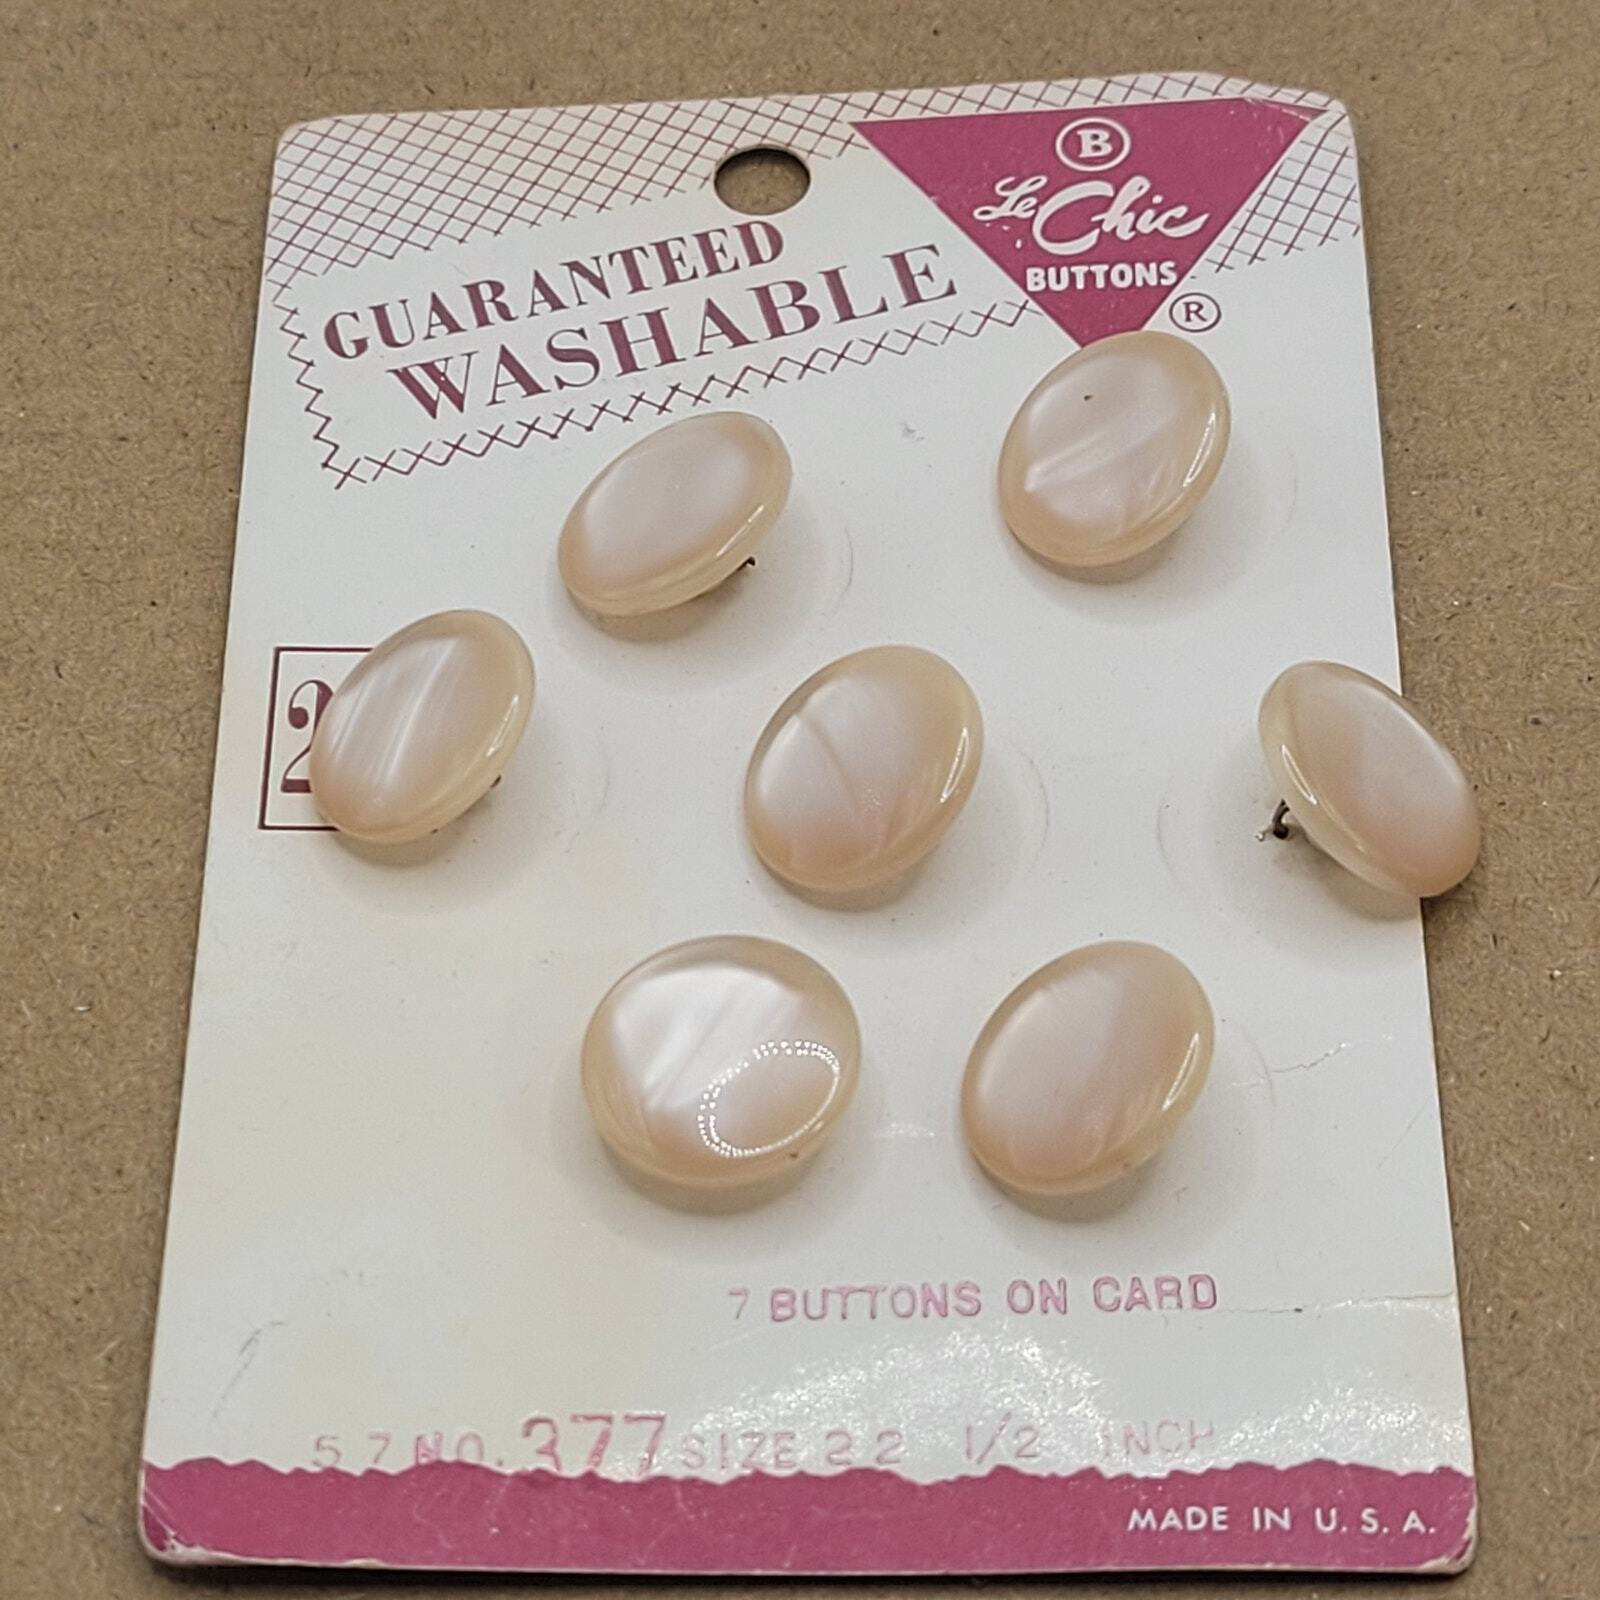 B
Le Chic
BUTTONS
®
GUARANTEED
WASHABLE
2
7 BUTTONS ON CARD
57 NO. 377 SIZE 22 1/2 INCH
MADE IN U.S.A.